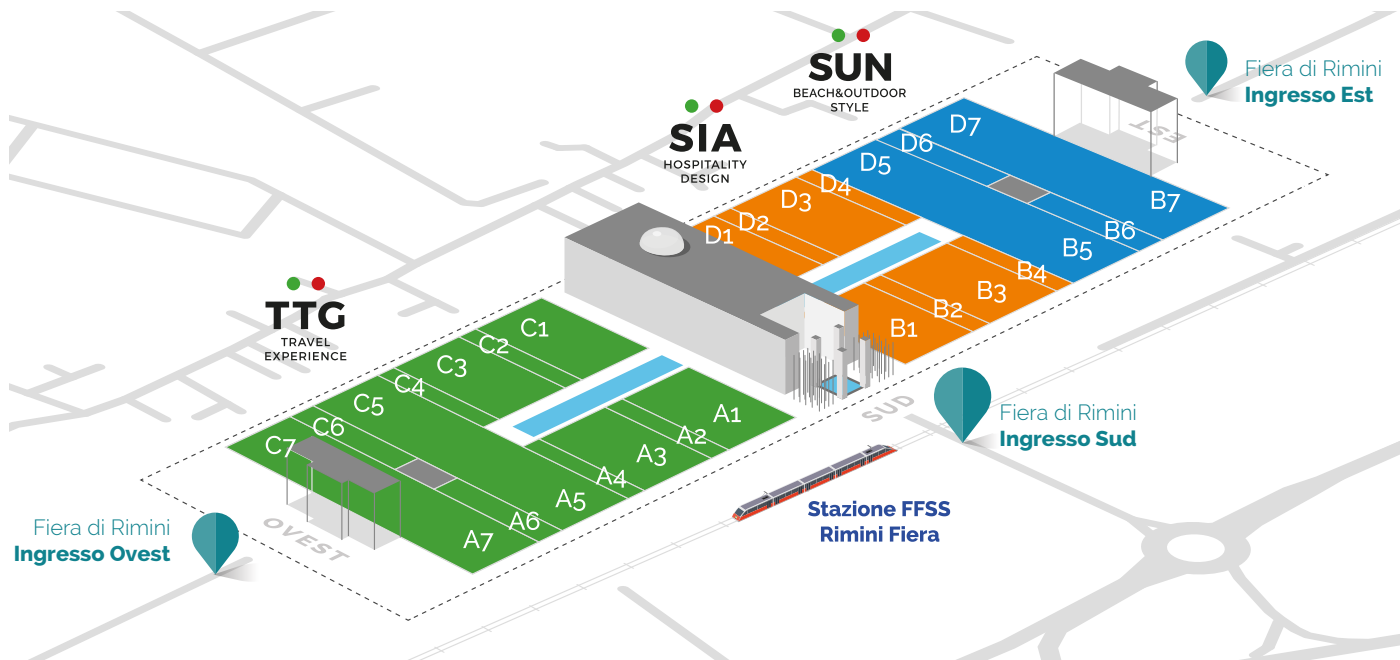 SUN
BEACH&OUTDOOR
STYLE
Fiera di Rimini
Ingresso Est
EST
SIA
HOSPITALITY
DESIGN
D7
D6
D5
D4
D3
D2
D1
B7
B6
B5
B4
B3
B2
B1
TTG
TRAVEL
EXPERIENCE
C1
C2
C3
C4
C5
C6
C7
A1
A2
A3
A4
A5
A6
A7
SUD
Fiera di Rimini
Ingresso Sud
Stazione FFSS
Rimini Fiera
OVEST
Fiera di Rimini
Ingresso Ovest